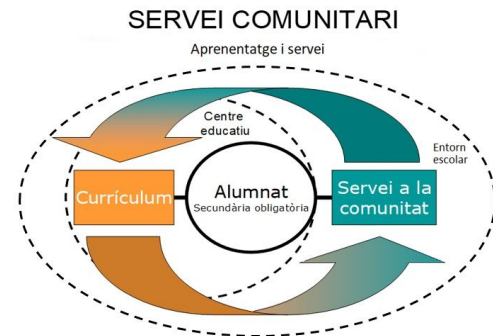 SERVEI COMUNITARI
Aprenentatge i servei
Centre
educatiu
Entorn
escolar
Currículum
Alumnat
Secundària obligatòria
Servei a la
comunitat